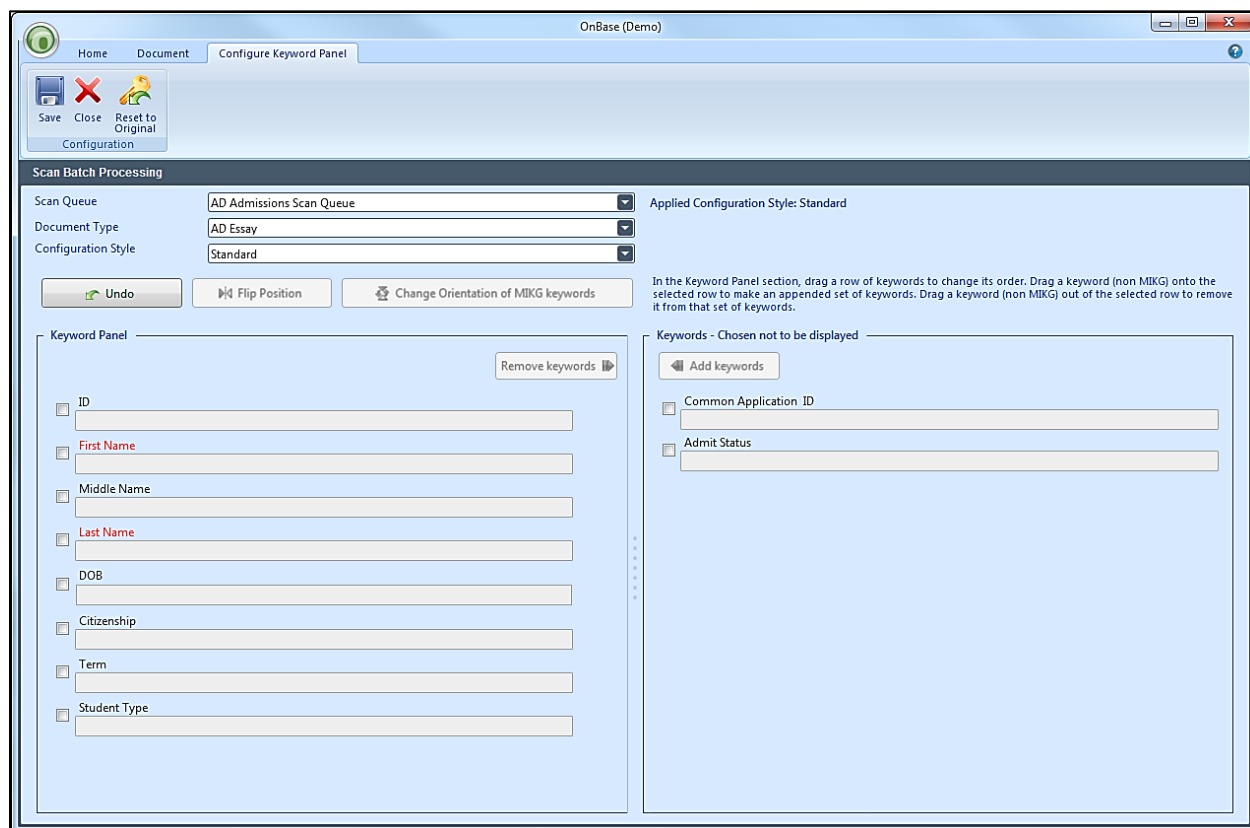 OnBase (Demo)
Home Document Configure Keyword Panel
Save Close Reset to
Original
Configuration
Scan Batch Processing
Scan Queue AD Admissions Scan Queue Applied Configuration Style: Standard
Document Type AD Essay
Configuration Style Standard
Undo Flip Position Change Orientation of MIKG keywords
In the Keyword Panel section, drag a row of keywords to change its order. Drag a keyword (non MIKG) onto the
selected row to make an appended set of keywords. Drag a keyword (non MIKG) out of the selected row to remove
it from that set of keywords.
Keyword Panel
Remove keywords
ID
First Name
Middle Name
Last Name
DOB
Citizenship
Term
Student Type
Keywords - Chosen not to be displayed
Add keywords
Common Application ID
Admit Status